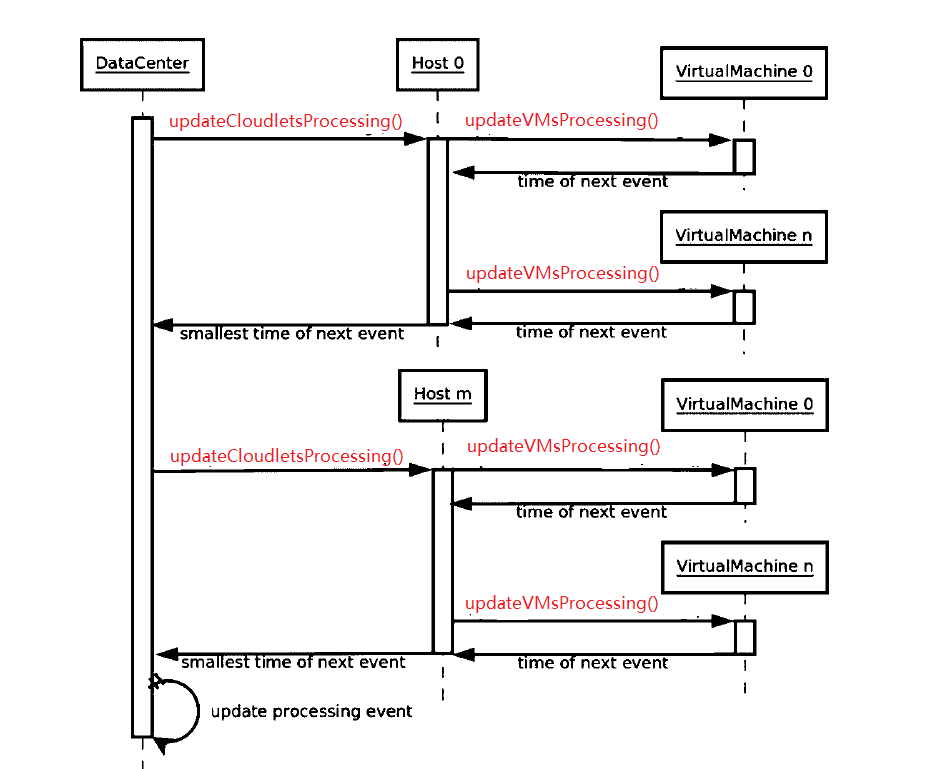 DataCenter
Host 0
VirtualMachine 0
updateCloudletsProcessing()
updateVMsProcessing()
time of next event
VirtualMachine n
updateVMsProcessing()
smallest time of next event
time of next event
Host m
VirtualMachine 0
updateCloudletsProcessing()
updateVMsProcessing()
time of next event
VirtualMachine n
updateVMsProcessing()
smallest time of next event
time of next event
update processing event